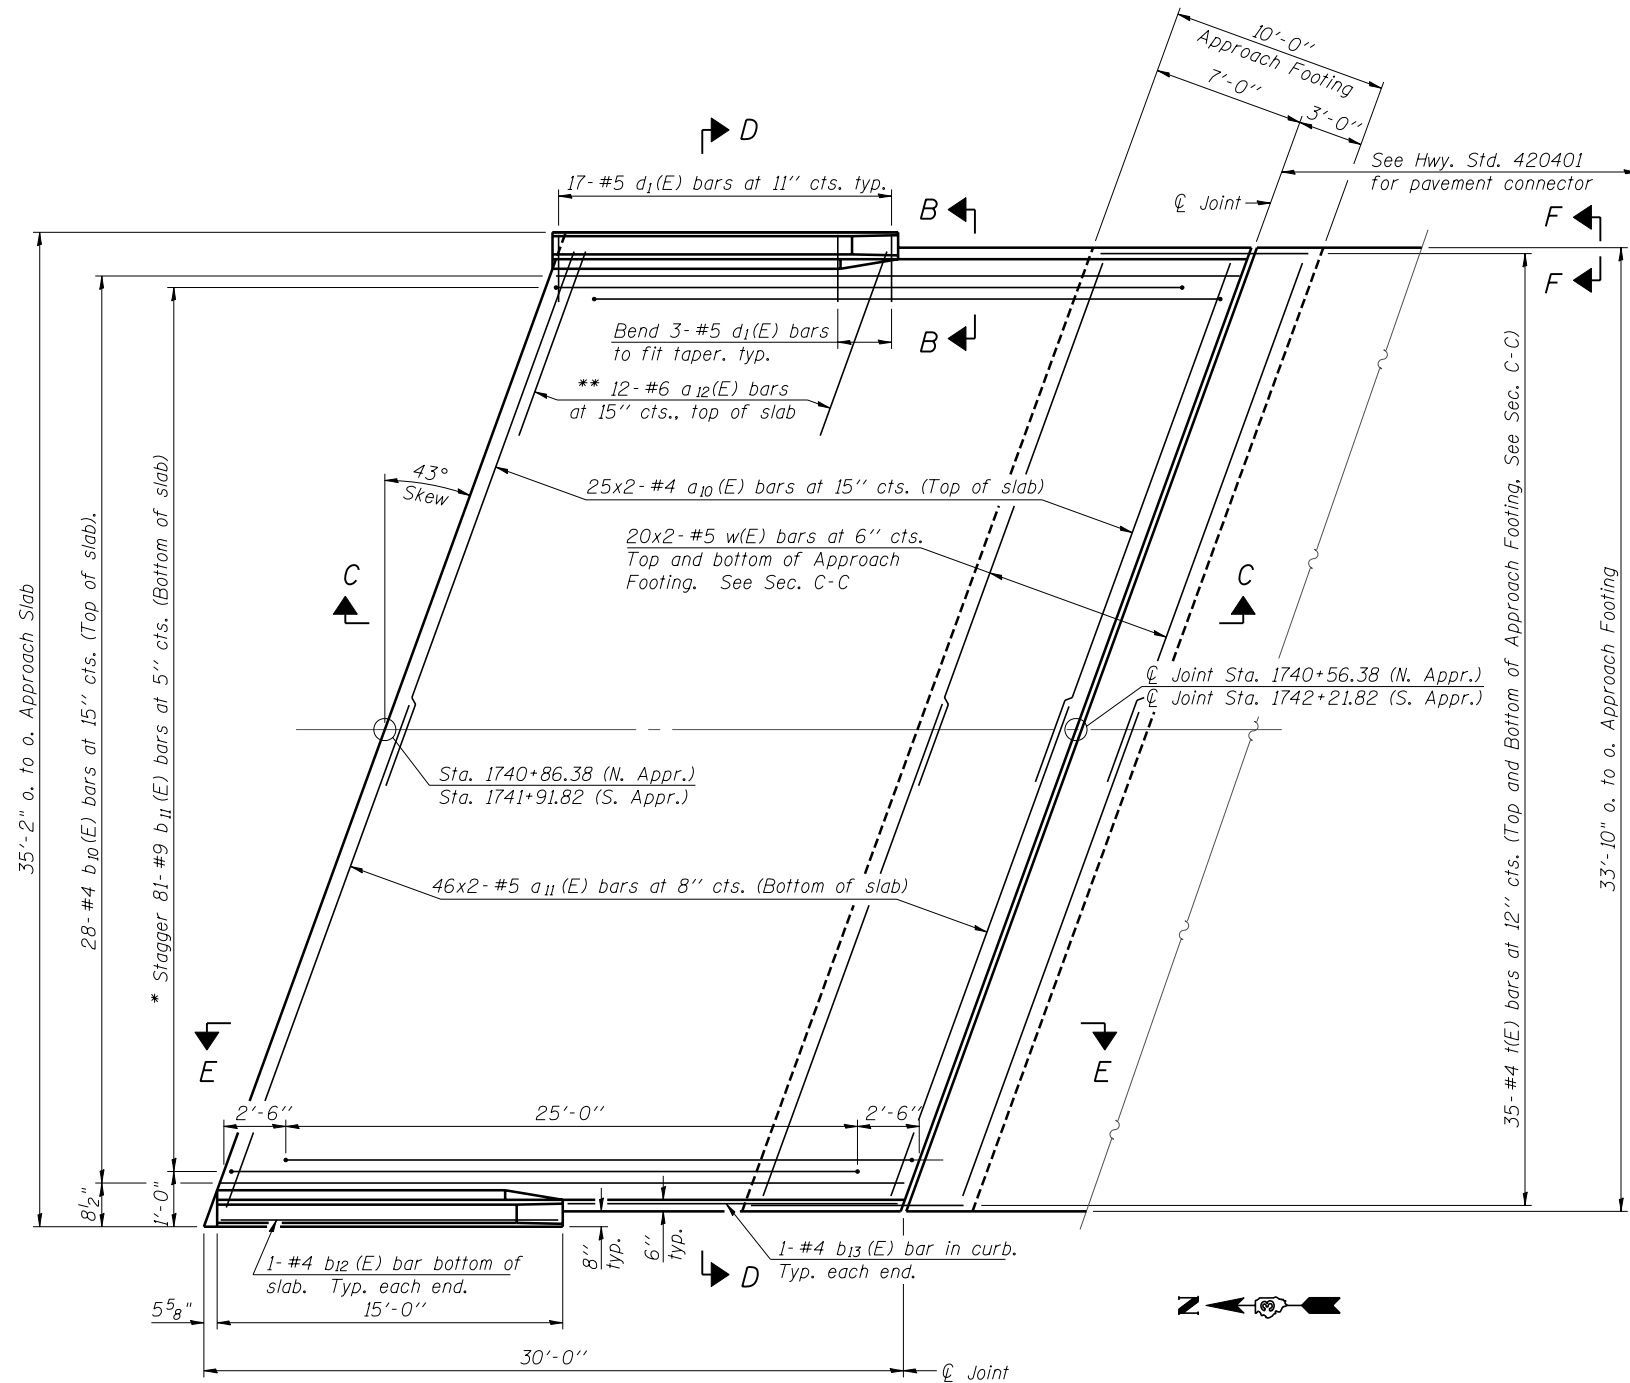 10'-0"
Approach Footing
7'-0"
3'-0"
D
17-#5 d1(E) bars at 11" cts. typ.
See Hwy. Std. 420401
for pavement connector
℄ Joint
B
F
F
B
Bend 3-#5 d1(E) bars
to fit taper. typ.
** 12-#6 a12(E) bars
at 15" cts., top of slab
43°
Skew
25x2-#4 a10(E) bars at 15" cts. (Top of slab)
20x2-#5 w(E) bars at 6" cts.
Top and bottom of Approach
Footing. See Sec. C-C
C
C
35'-2" o. to o. Approach Slab
28-#4 b10(E) bars at 15" cts. (Top of slab).
* Stagger 81-#9 b11(E) bars at 5" cts. (Bottom of slab)
35-#4 t(E) bars at 12" cts. (Top and Bottom of Approach Footing, See Sec. C-C)
33'-10" o. to o. Approach Footing
℄ Joint Sta. 1740+56.38 (N. Appr.)
℄ Joint Sta. 1742+21.82 (S. Appr.)
Sta. 1740+86.38 (N. Appr.)
Sta. 1741+91.82 (S. Appr.)
46x2-#5 a11(E) bars at 8" cts. (Bottom of slab)
E
E
2'-6"
25'-0"
2'-6"
8½"
1'-0"
1-#4 b12(E) bar bottom of
slab. Typ. each end.
8"
typ.
6"
typ.
D
1-#4 b13(E) bar in curb.
Typ. each end.
5⅝"
15'-0"
30'-0"
℄ Joint
N
3